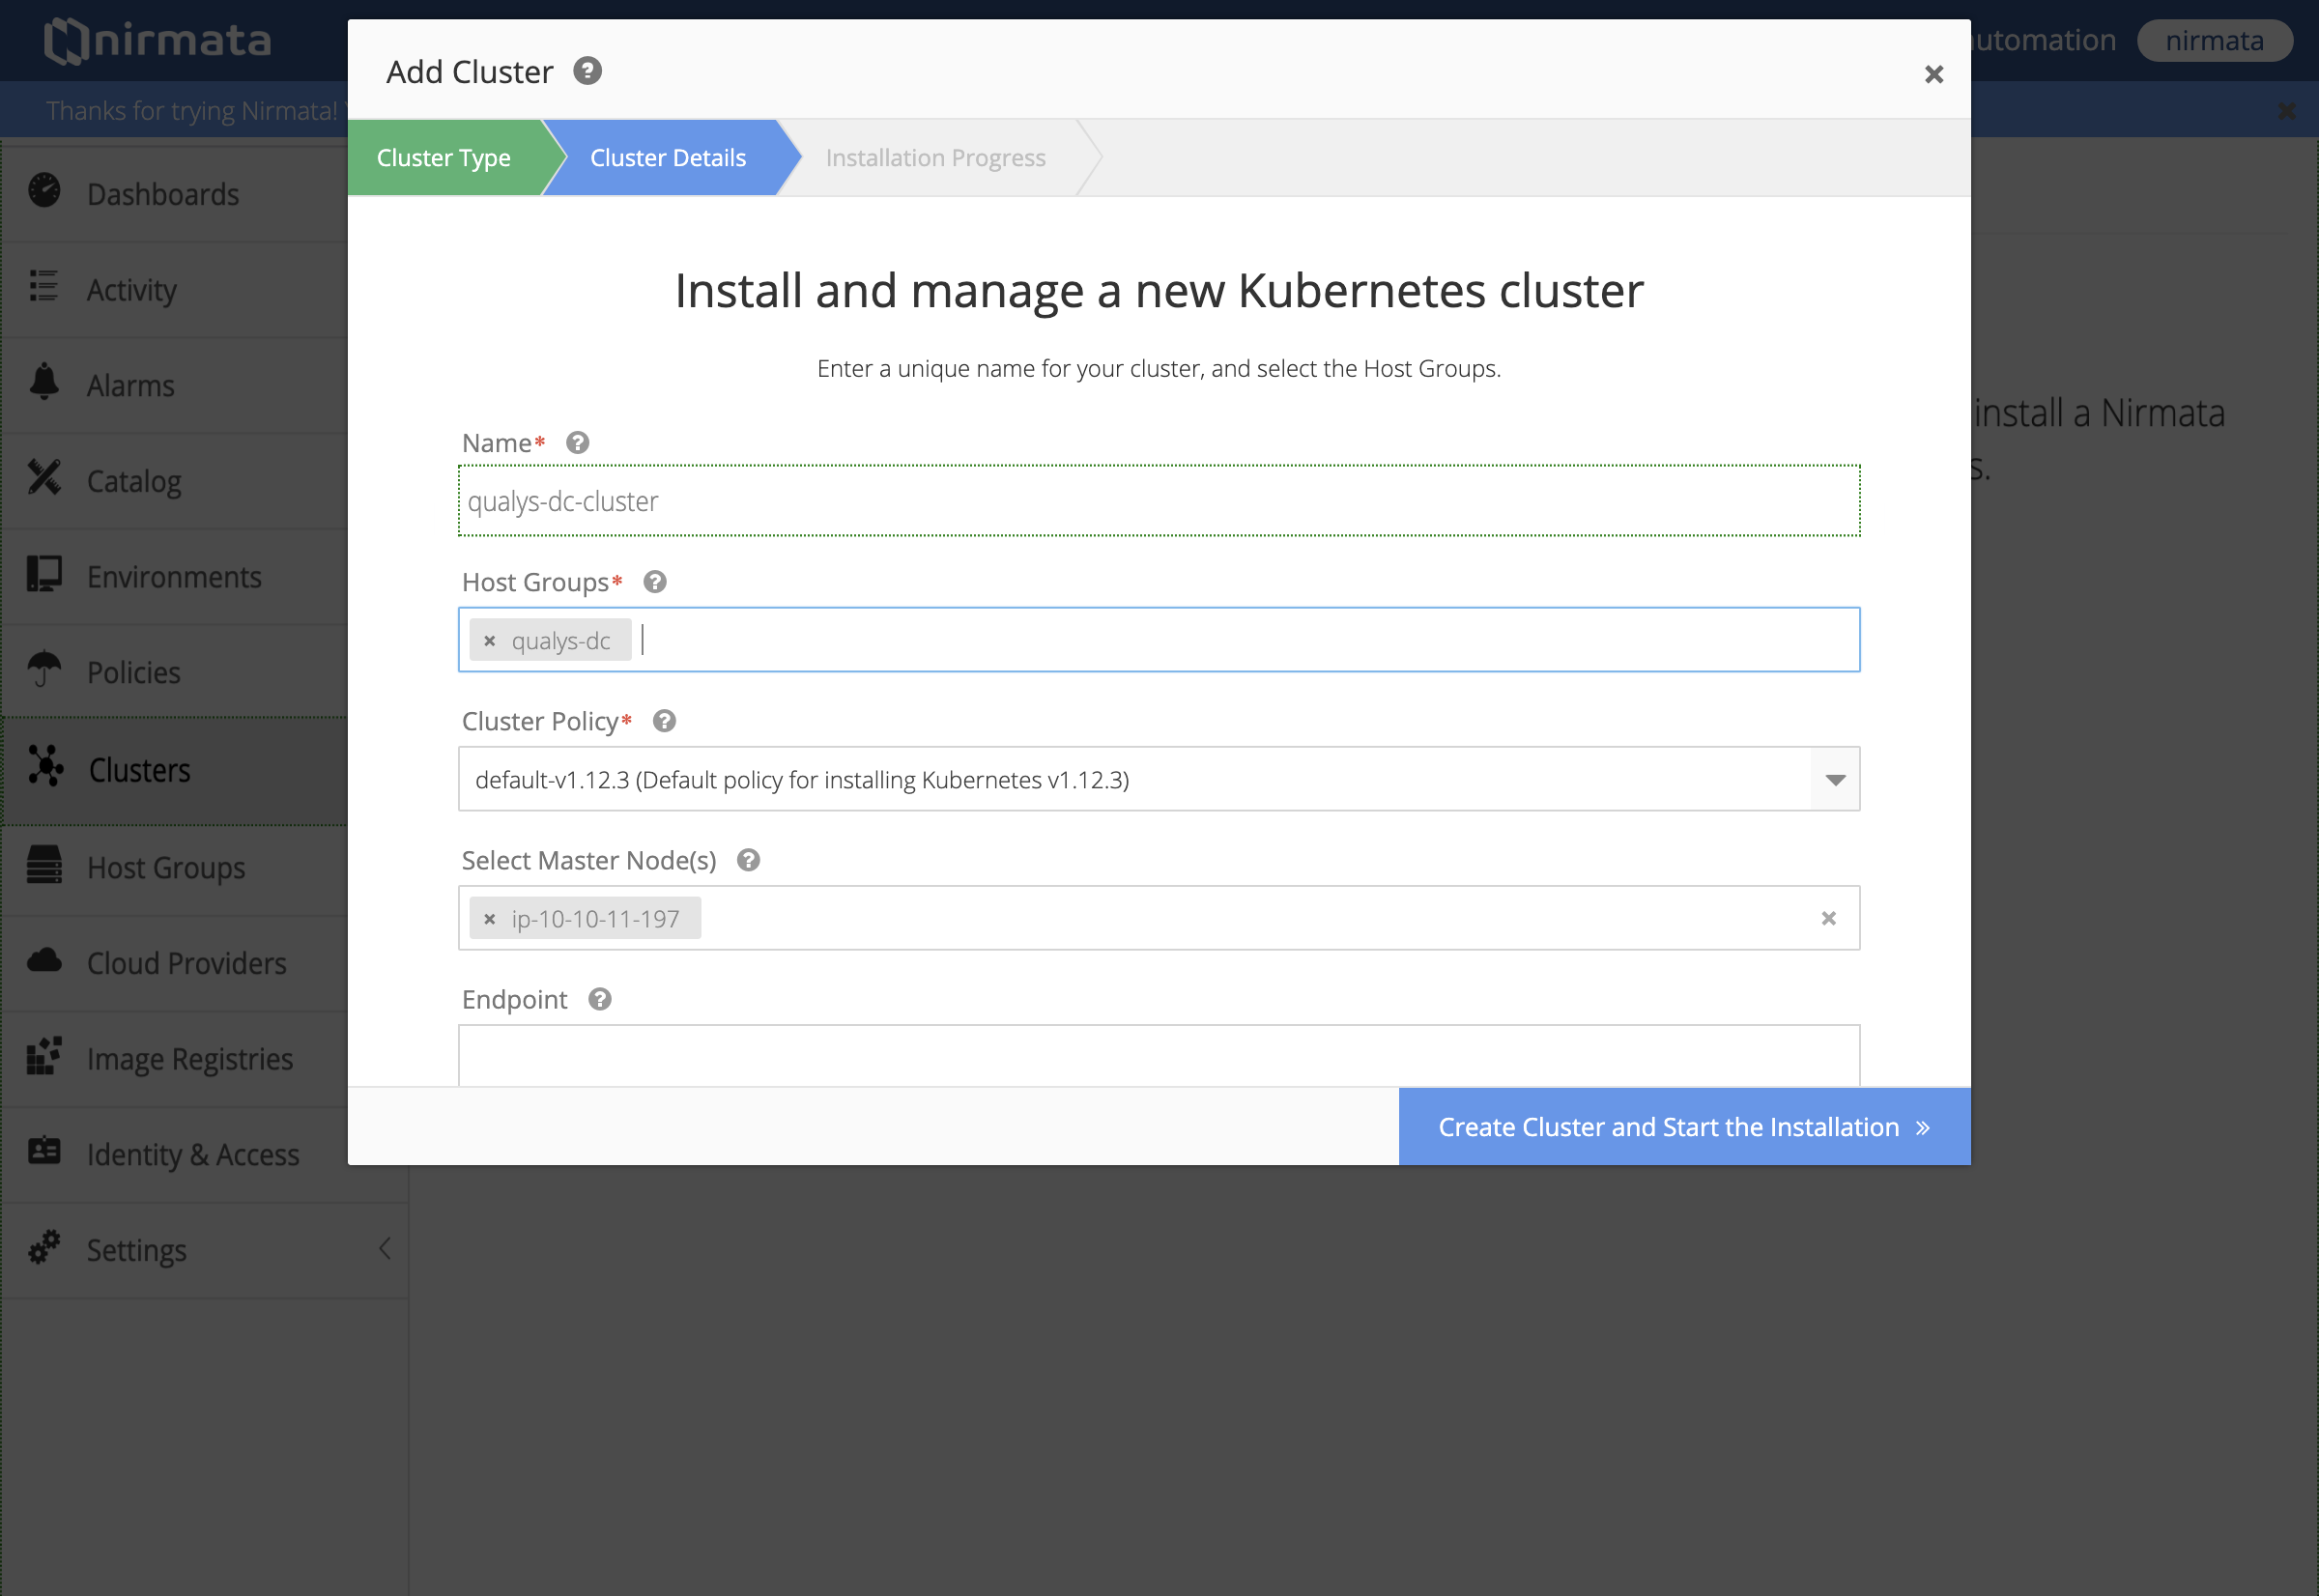 nirmata
automation
nirmata
Thanks for trying Nirmata!
Add Cluster ?
Cluster Type
Cluster Details
Installation Progress
Install and manage a new Kubernetes cluster
Enter a unique name for your cluster, and select the Host Groups.
Name* ?
qualys-dc-cluster
Host Groups* ?
× qualys-dc
Cluster Policy* ?
default-v1.12.3 (Default policy for installing Kubernetes v1.12.3)
Select Master Node(s) ?
× ip-10-10-11-197
Endpoint ?
Create Cluster and Start the Installation »
Dashboards
Activity
Alarms
Catalog
Environments
Policies
Clusters
Host Groups
Cloud Providers
Image Registries
Identity & Access
Settings
install a Nirmata
s.